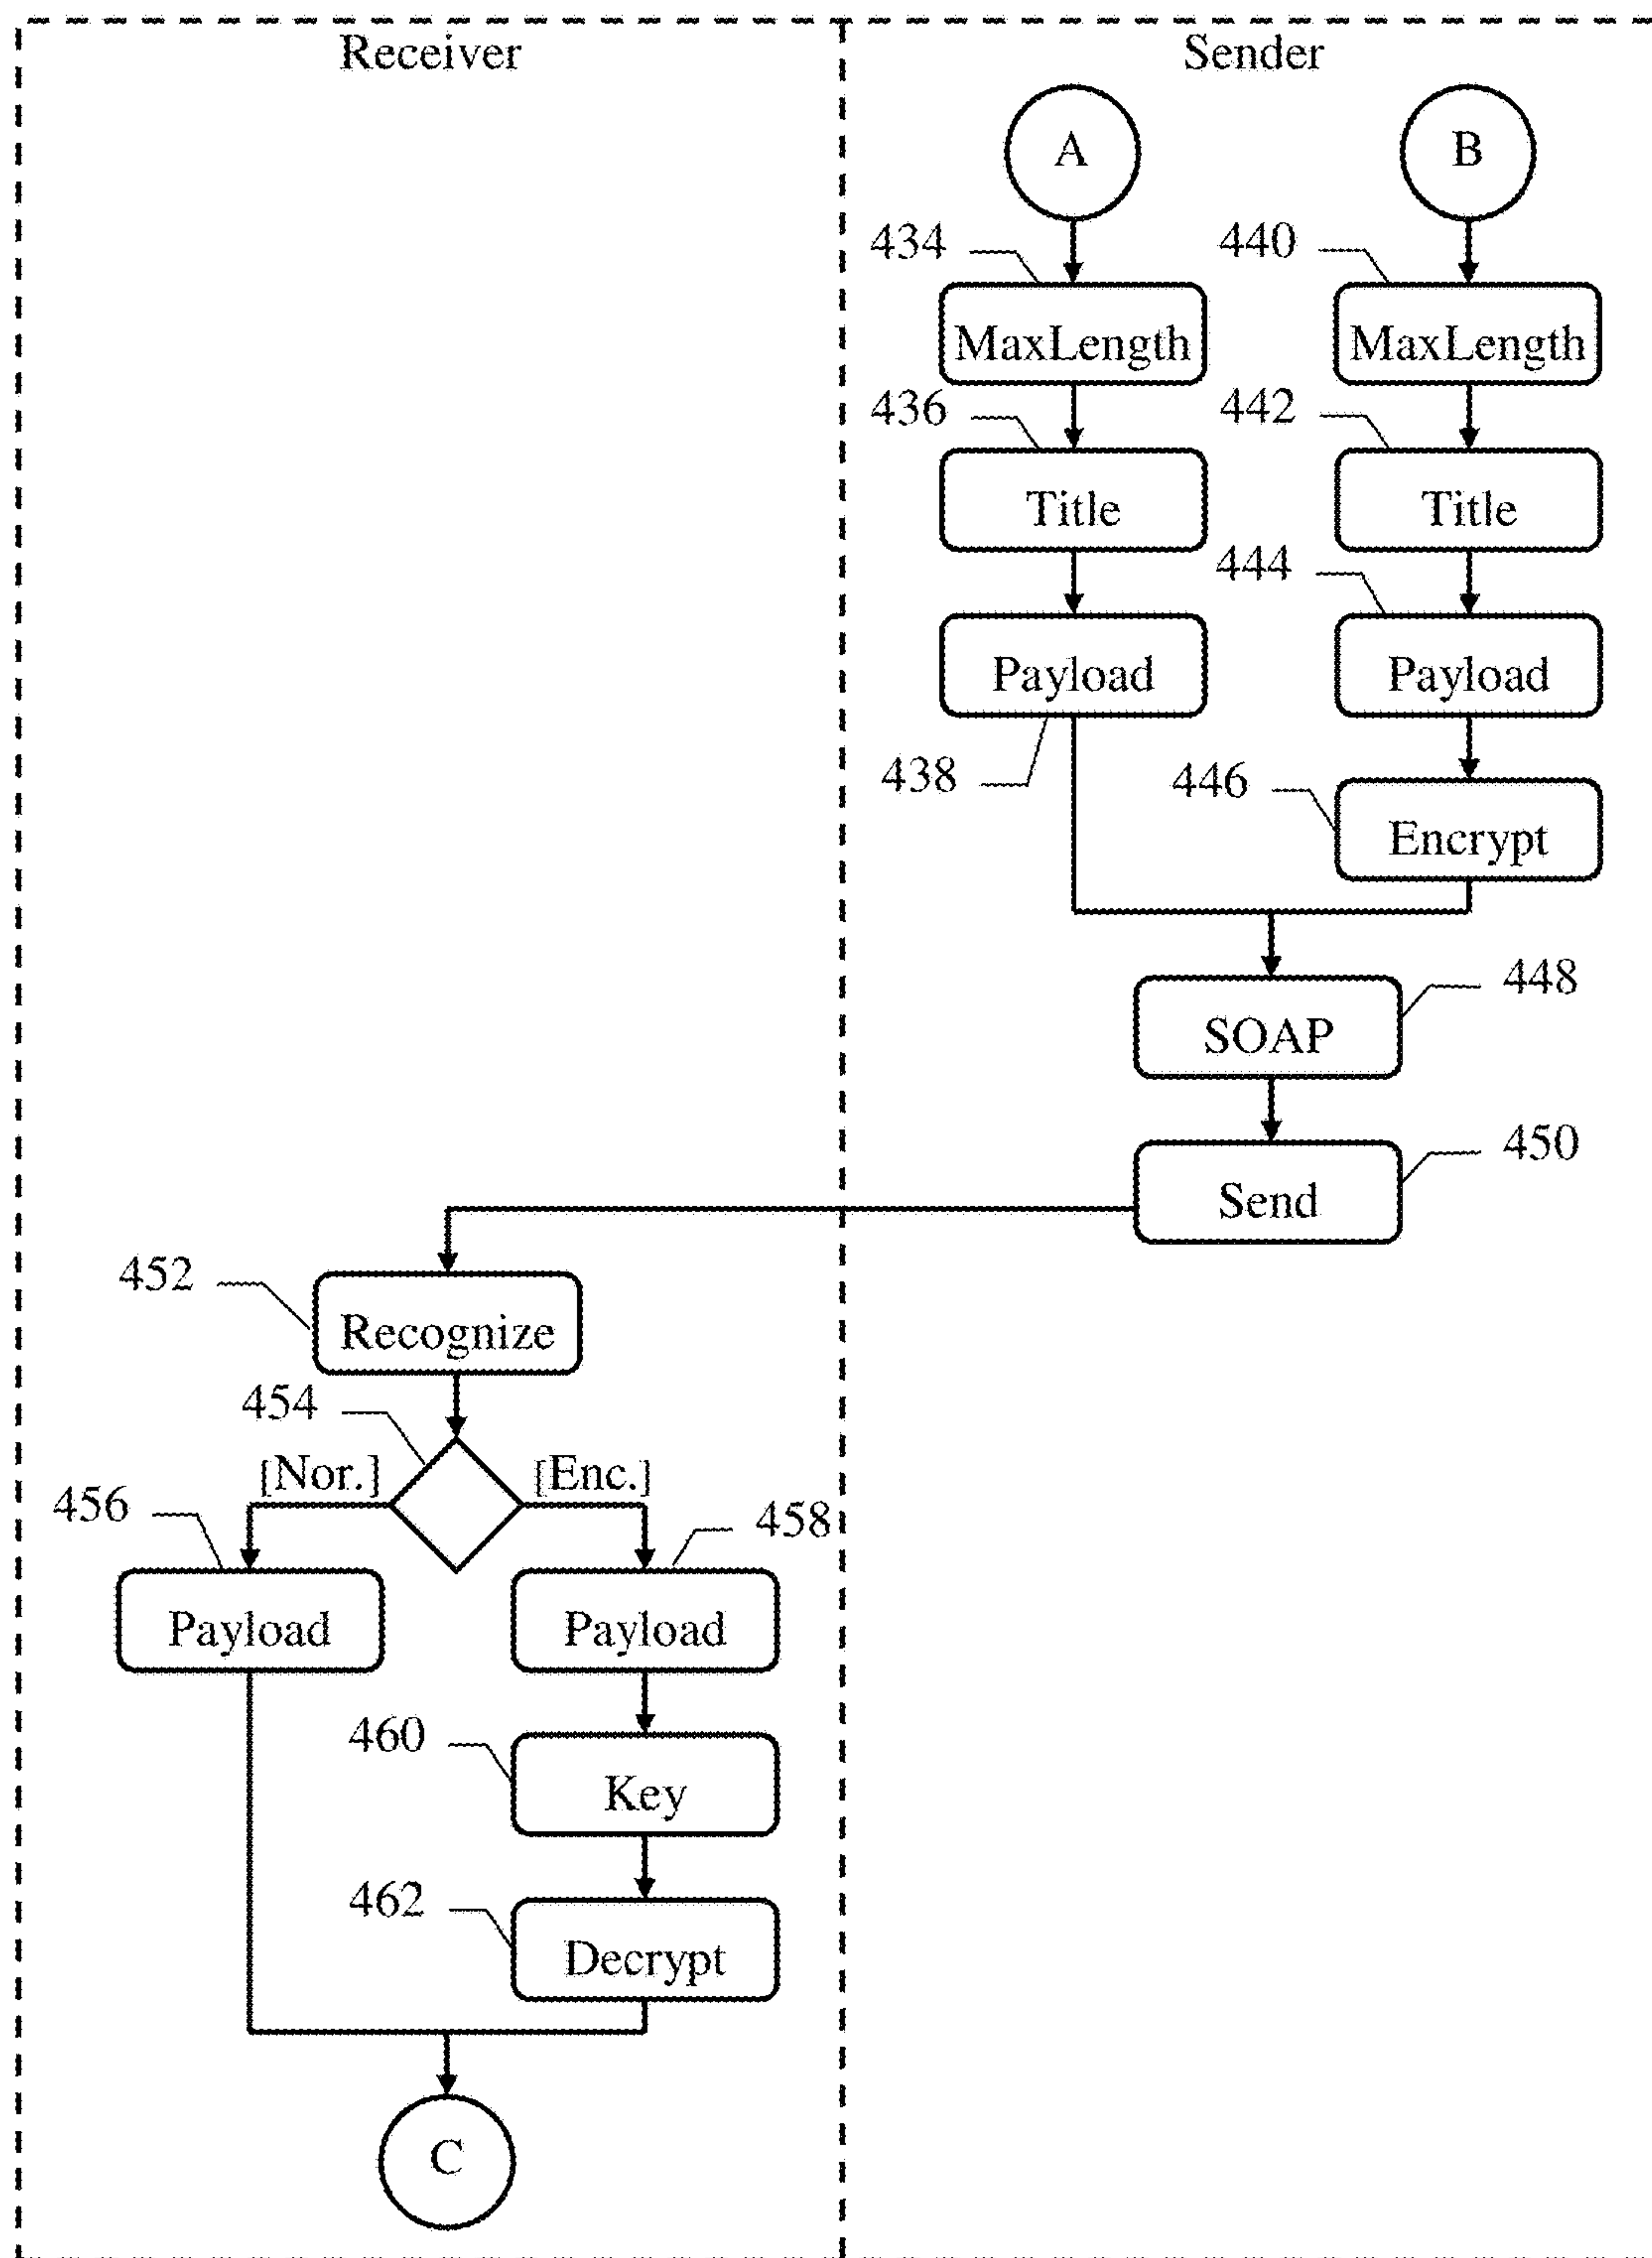 Receiver
Sender
A
B
434
440
MaxLength
MaxLength
436
442
Title
Title
444
Payload
Payload
438
446
Encrypt
448
SOAP
450
Send
452
Recognize
454
[Nor.]
[Enc.]
456
458
Payload
Payload
460
Key
462
Decrypt
C